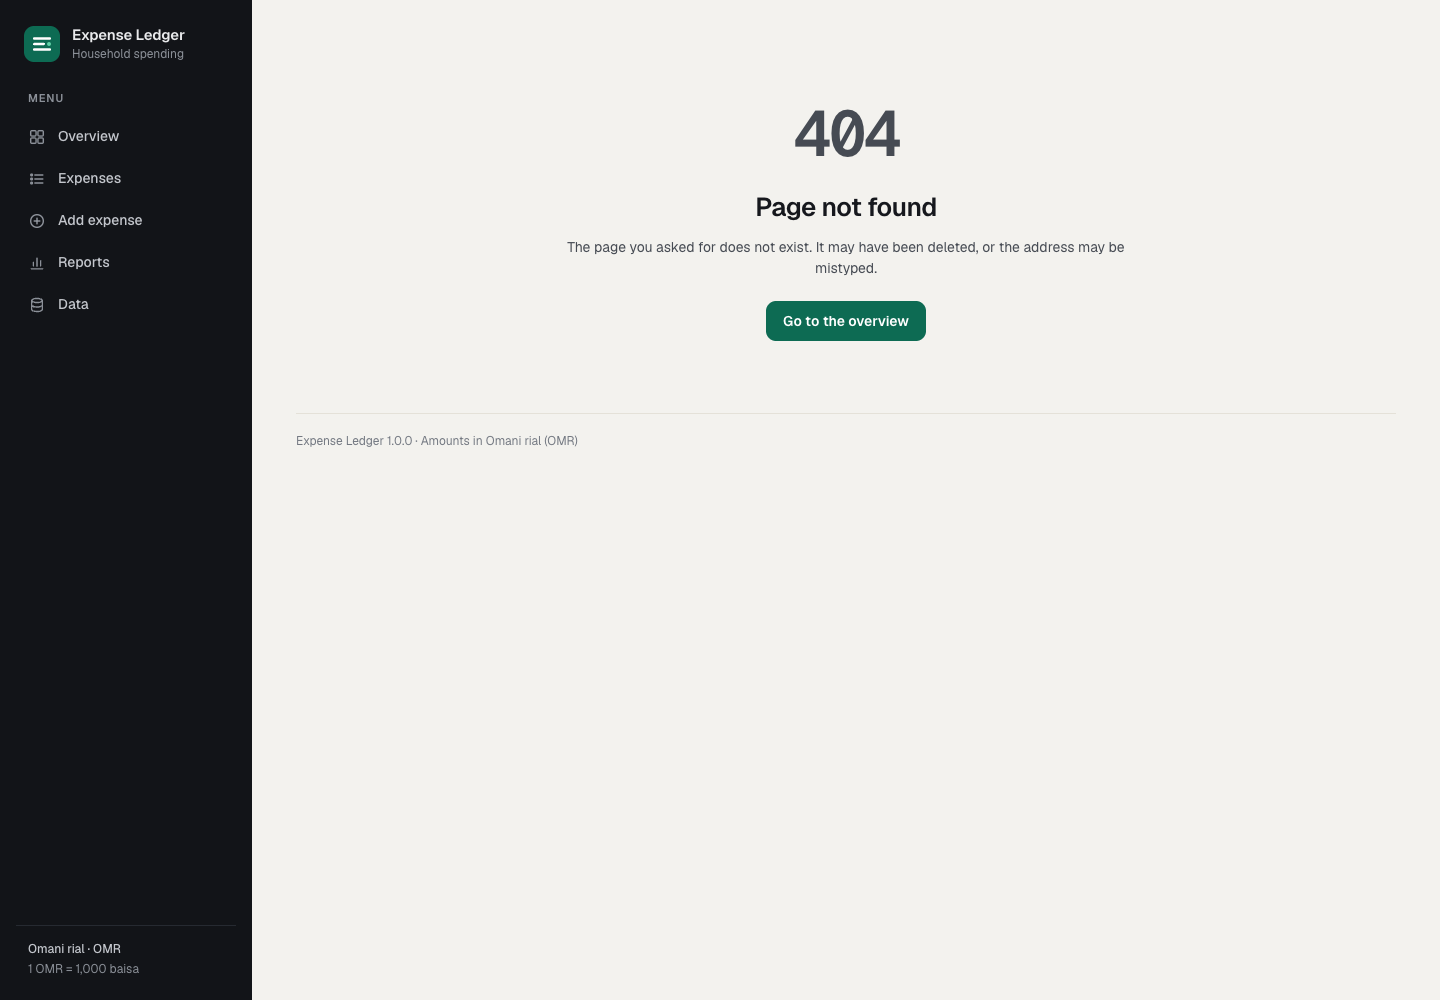 Expense Ledger
Household spending
MENU
Overview
Expenses
Add expense
Reports
Data
Omani rial · OMR
1 OMR = 1,000 baisa
404
Page not found
The page you asked for does not exist. It may have been deleted, or the address may be
mistyped.
Go to the overview
Expense Ledger 1.0.0 · Amounts in Omani rial (OMR)